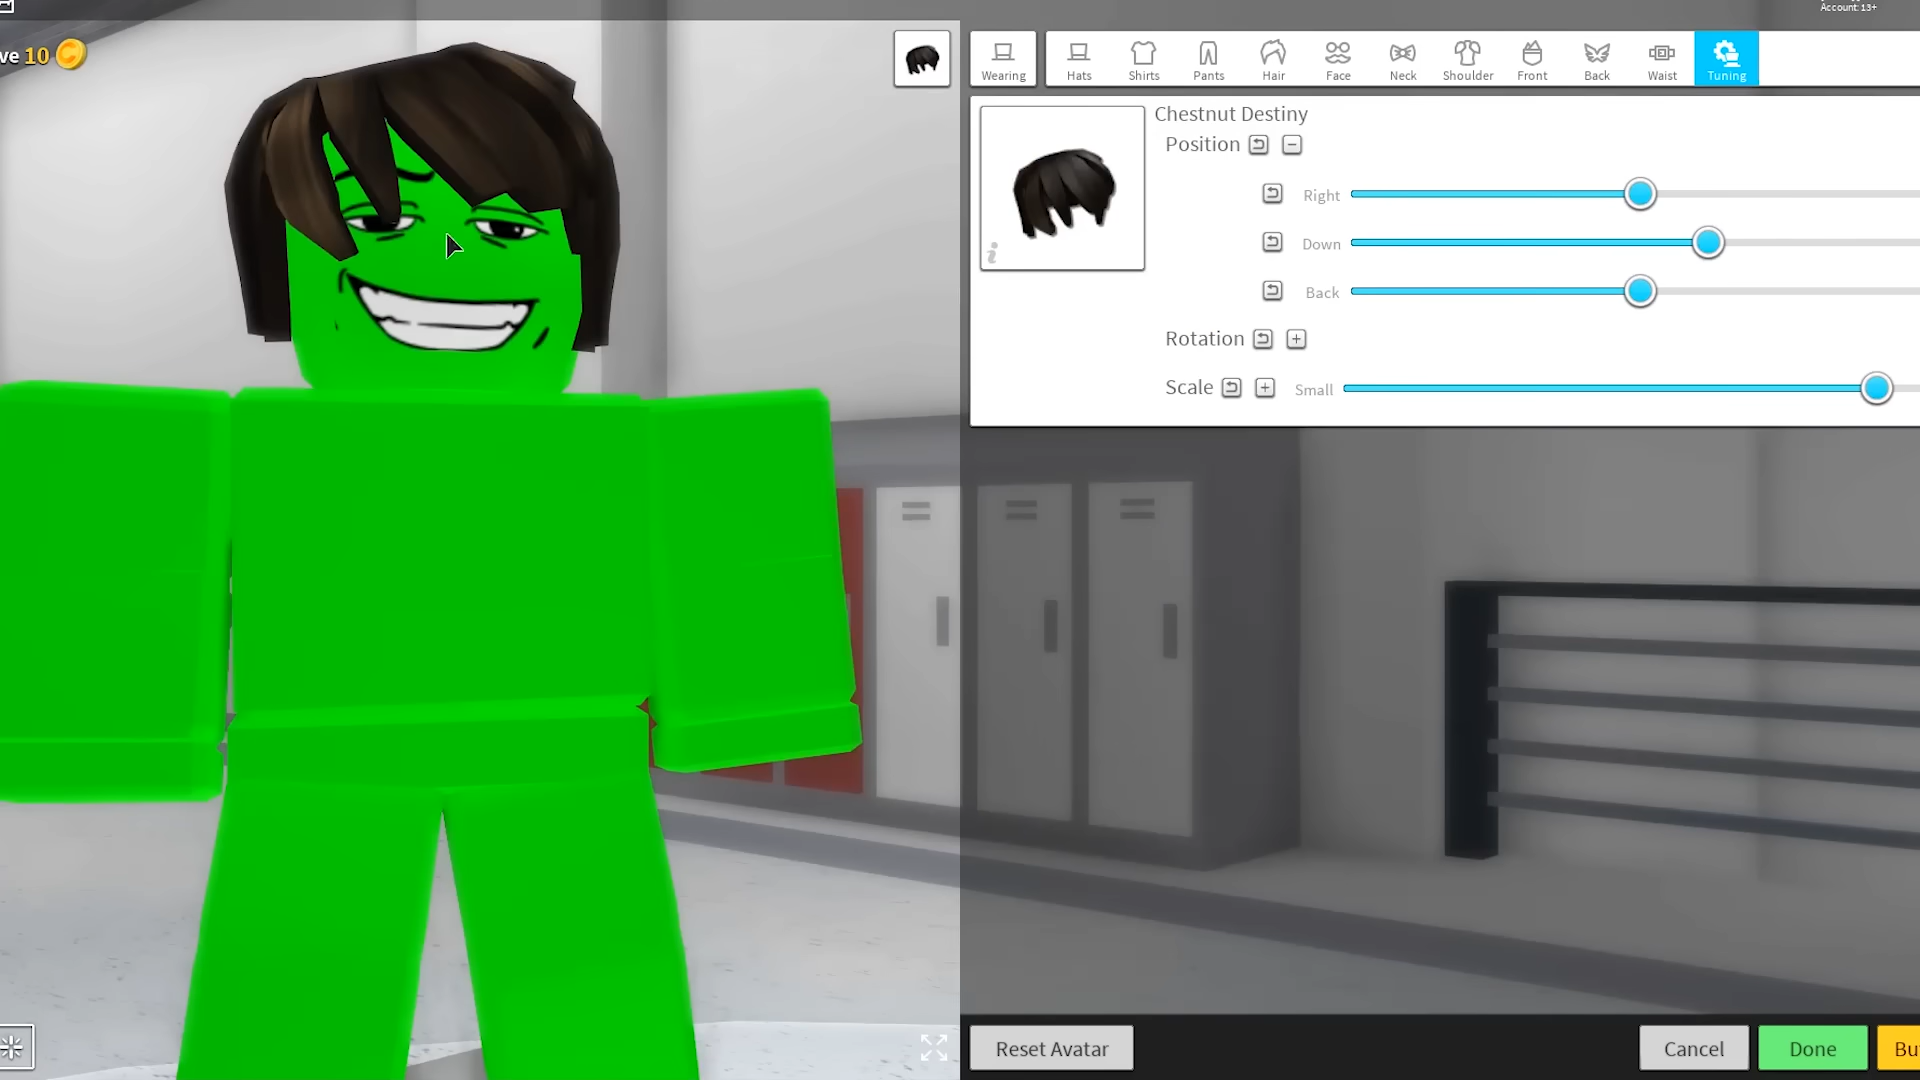 Account: 13+
ve 10
Wearing
Hats
Shirts
Pants
Hair
Face
Neck
Shoulder
Front
Back
Waist
Tuning
Chestnut Destiny
Position
Right
Down
Back
Rotation
Scale
Small
i
Reset Avatar
Cancel
Done
Bu